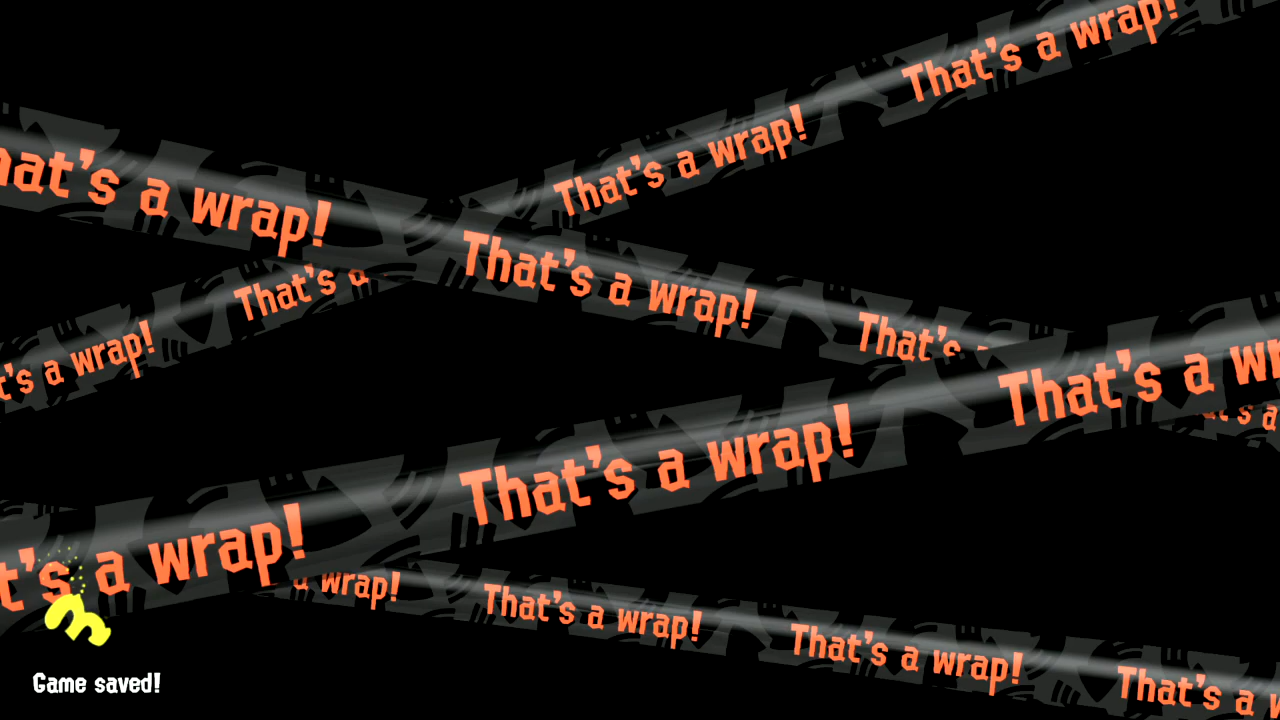 That's a wrap!
That's a wrap!
hat's a wrap!
That's a wrap!
That's
t's a wrap!
That's a
t's a wrap!
That's a wrap!
That's a wr
t's a
a wrap!
That's a wrap!
That's a wrap!
That's a w
Game saved!